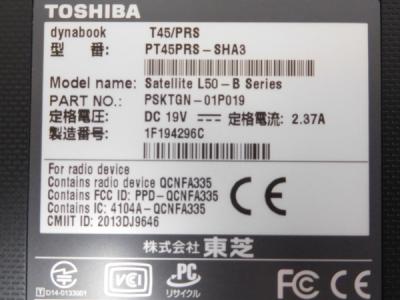 TOSHIBA
dynabook T45/PRS
型 番: PT45PRS-SHA3
Model name: Satellite L50-B Series
PART NO.: PSKTGN-01P019
定格電圧: DC 19V 定格電流: 2.37A
製造番号: 1F194296C
For radio device
Contains radio device QCNFA335
Contains FCC ID: PPD-QCNFA335
Contains IC: 4104A-QCNFA335
CMIIT ID: 2013DJ9646
CE
株式会社 東芝
T D14-0133001
VCI
PC
リサイクル
FC CE